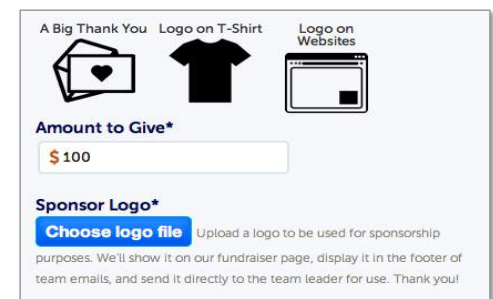 A Big Thank You
Logo on T-Shirt
Logo on
Websites
Amount to Give*
$ 100
Sponsor Logo*
Choose logo file Upload a logo to be used for sponsorship
purposes. We'll show it on our fundraiser page, display it in the footer of
team emails, and send it directly to the team leader for use. Thank you!